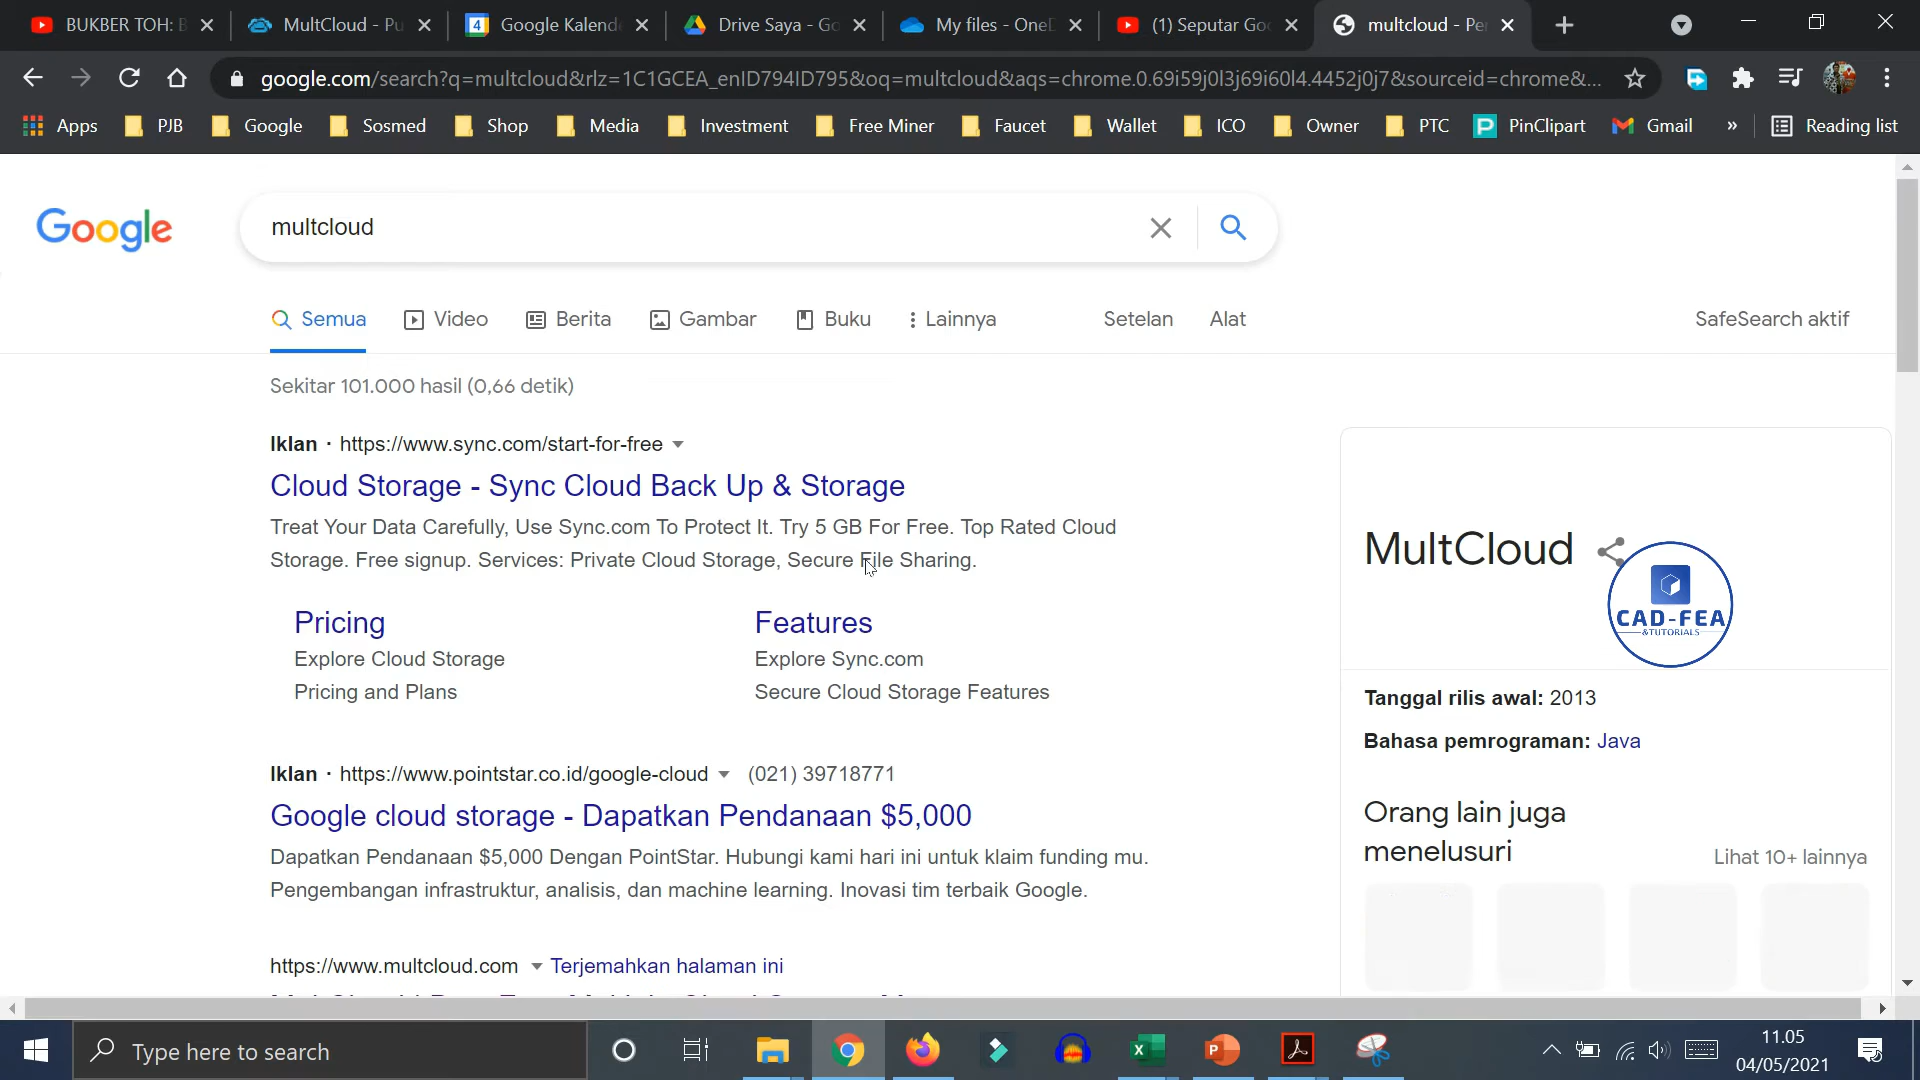 BUKBER TOH: B
MultCloud - Pu
Google Kalend
Drive Saya - Go
My files - OneD
(1) Seputar Goo
multcloud - Pe
google.com/search?q=multcloud&rlz=1C1GCEA_enID794ID795&oq=multcloud&aqs=chrome.0.69i59j0l3j69i60l4.4452j0j7&sourceid=chrome&...
Apps PJB Google Sosmed Shop Media Investment Free Miner Faucet Wallet ICO Owner PTC PinClipart Gmail » Reading list
Google
multcloud
Semua Video Berita Gambar Buku Lainnya Setelan Alat SafeSearch aktif
Sekitar 101.000 hasil (0,66 detik)
Iklan · https://www.sync.com/start-for-free
Cloud Storage - Sync Cloud Back Up & Storage
Treat Your Data Carefully, Use Sync.com To Protect It. Try 5 GB For Free. Top Rated Cloud
Storage. Free signup. Services: Private Cloud Storage, Secure File Sharing.
Pricing
Explore Cloud Storage
Pricing and Plans
Features
Explore Sync.com
Secure Cloud Storage Features
Iklan · https://www.pointstar.co.id/google-cloud (021) 39718771
Google cloud storage - Dapatkan Pendanaan $5,000
Dapatkan Pendanaan $5,000 Dengan PointStar. Hubungi kami hari ini untuk klaim funding mu.
Pengembangan infrastruktur, analisis, dan machine learning. Inovasi tim terbaik Google.
https://www.multcloud.com Terjemahkan halaman ini
MultCloud
CAD-FEA
&TUTORIALS
Tanggal rilis awal: 2013
Bahasa pemrograman: Java
Orang lain juga
menelusuri
Lihat 10+ lainnya
Type here to search
11.05
04/05/2021